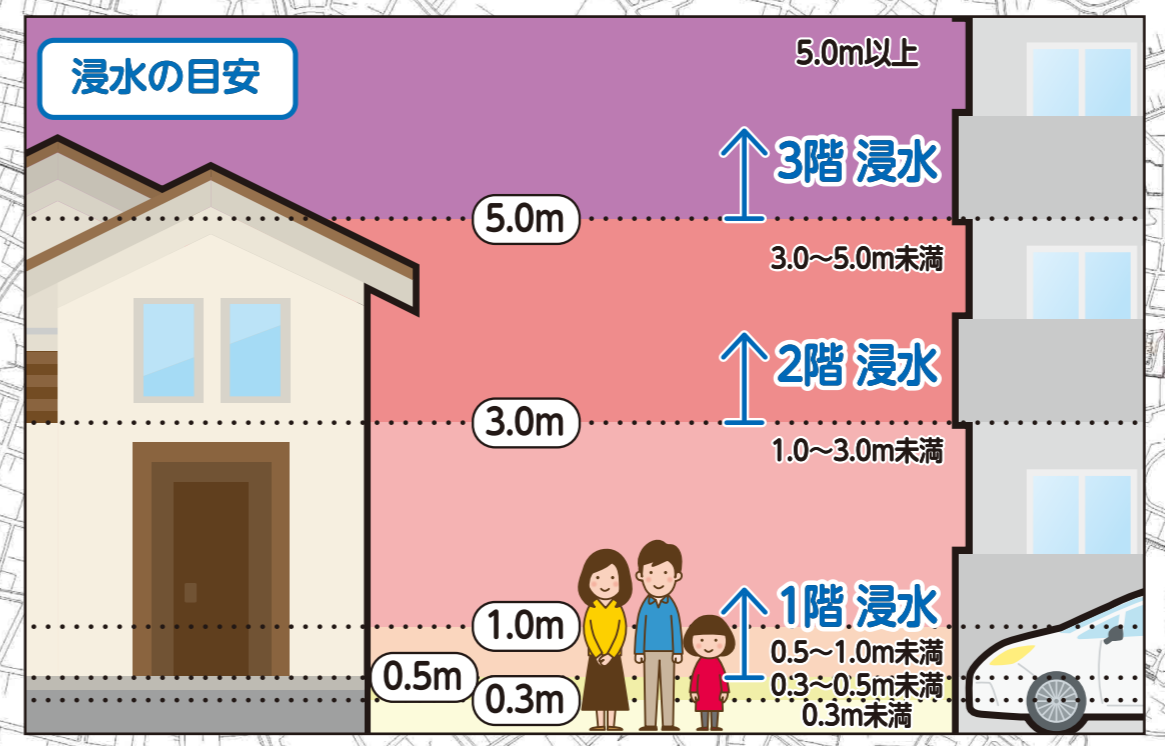 浸水の目安
5.0m以上
3階 浸水
5.0m
3.0～5.0m未満
2階 浸水
3.0m
1.0～3.0m未満
1階 浸水
1.0m
0.5～1.0m未満
0.5m
0.3～0.5m未満
0.3m
0.3m未満